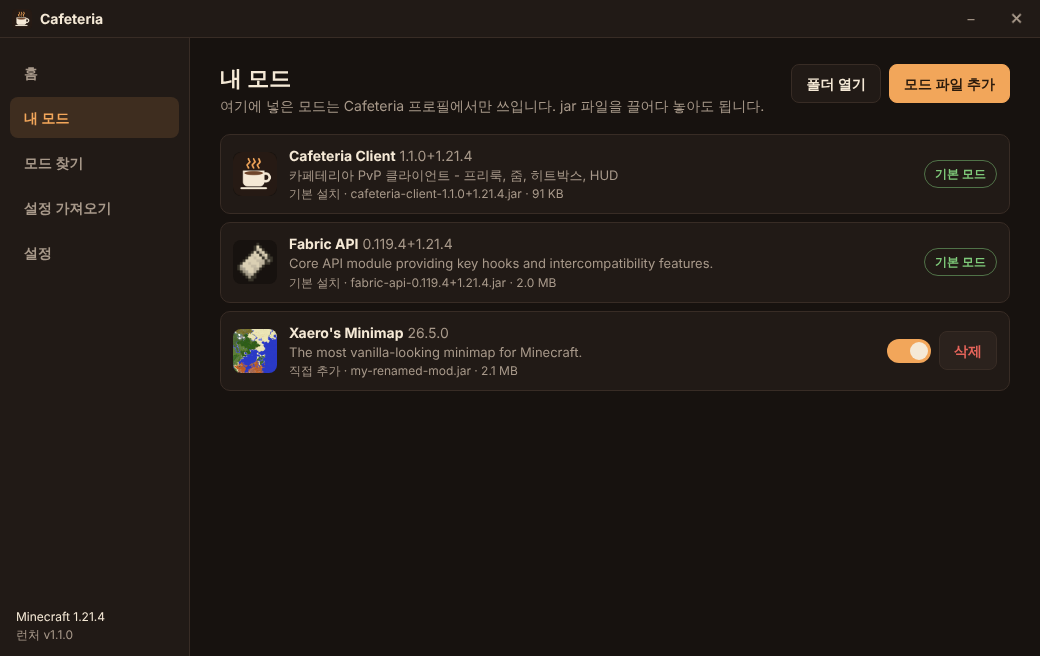 Cafeteria
홈
내 모드
모드 찾기
설정 가져오기
설정
Minecraft 1.21.4
런처 v1.1.0
내 모드
여기에 넣은 모드는 Cafeteria 프로필에서만 쓰입니다. jar 파일을 끌어다 놓아도 됩니다.
폴더 열기
모드 파일 추가
Cafeteria Client 1.1.0+1.21.4
카페테리아 PvP 클라이언트 - 프리룩, 줌, 히트박스, HUD
기본 설치 · cafeteria-client-1.1.0+1.21.4.jar · 91 KB
기본 모드
Fabric API 0.119.4+1.21.4
Core API module providing key hooks and intercompatibility features.
기본 설치 · fabric-api-0.119.4+1.21.4.jar · 2.0 MB
기본 모드
Xaero's Minimap 26.5.0
The most vanilla-looking minimap for Minecraft.
직접 추가 · my-renamed-mod.jar · 2.1 MB
삭제